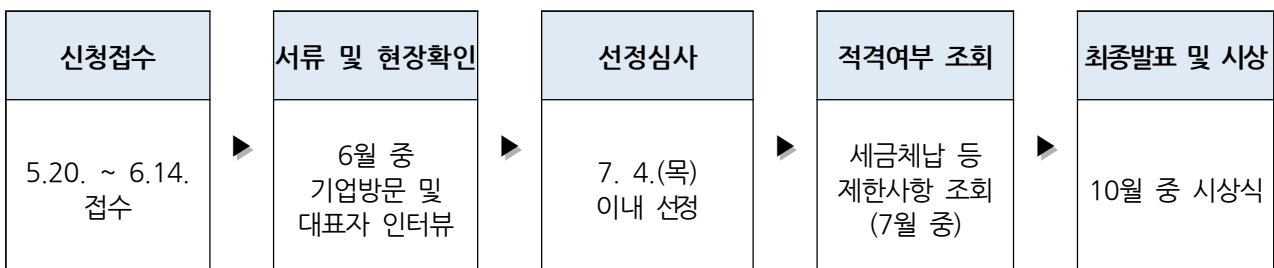 신청접수
5.20. ~ 6.14.
접수
서류 및 현장확인
6월 중
기업방문 및
대표자 인터뷰
선정심사
7. 4.(목)
이내 선정
적격여부 조회
세금체납 등
제한사항 조회
(7월 중)
최종발표 및 시상
10월 중 시상식